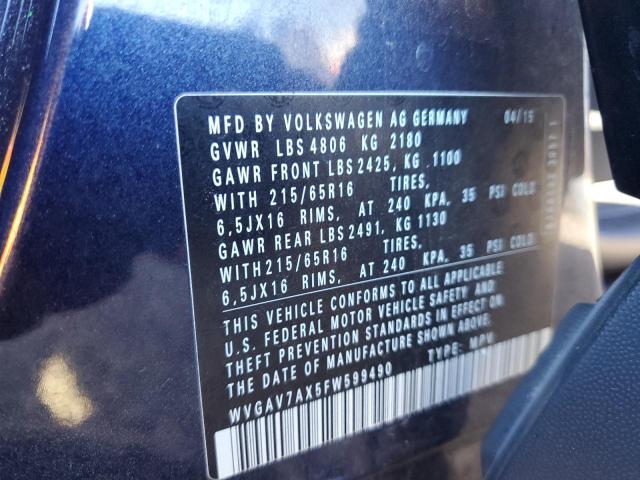 MFD BY VOLKSWAGEN AG GERMANY 04/15
GVWR LBS 4806 KG 2180
GAWR FRONT LBS 2425, KG .1100
WITH 215/65R16 TIRES,
6,5JX16 RIMS, AT 240 KPA, 35 PSI COLD
GAWR REAR LBS 2491, KG 1130
WITH215/65R16 TIRES,
6,5JX16 RIMS, AT 240 KPA, 35 PSI COLD
THIS VEHICLE CONFORMS TO ALL APPLICABLE
U.S. FEDERAL MOTOR VEHICLE SAFETY AND
THEFT PREVENTION STANDARDS IN EFFECT ON
THE DATE OF MANUFACTURE SHOWN ABOVE.
WVGAV7AX5FW599490 TYPE: MPV